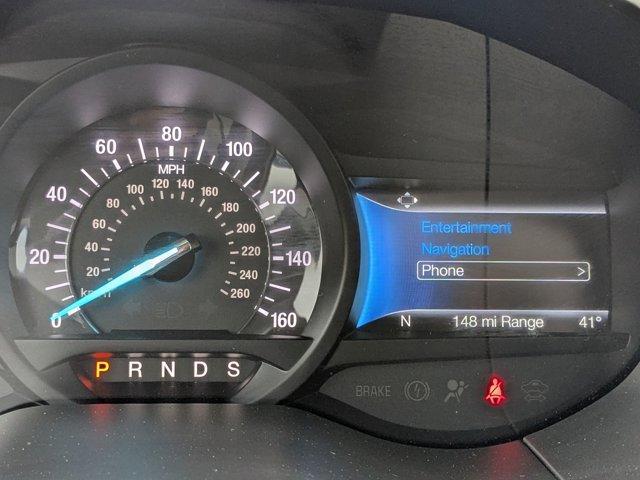 0 20 40 60 80 100 120 140 160
MPH
20 40 60 80 100 120 140 160 180 200 220 240 260
P R N D S
Entertainment
Navigation
Phone >
N 148 mi Range 41°
BRAKE